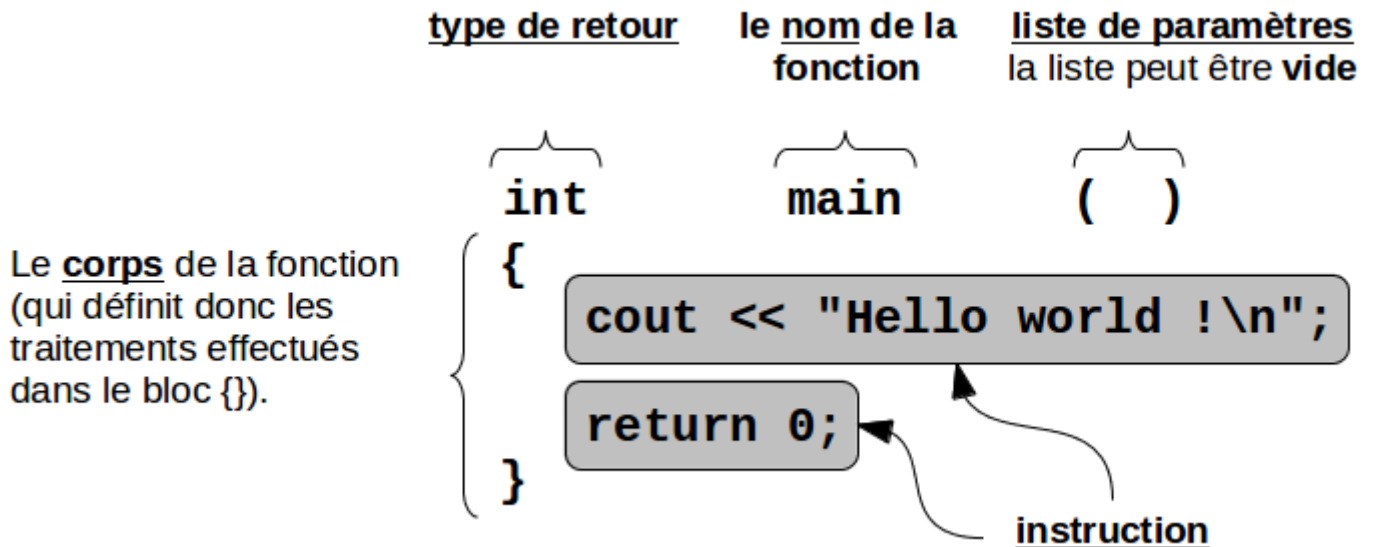 type de retour le nom de la liste de paramètres
fonction la liste peut être vide
int main ( )
{
Le corps de la fonction
(qui définit donc les
traitements effectués
dans le bloc {}).
cout << "Hello world !\n";
return 0;
}
instruction